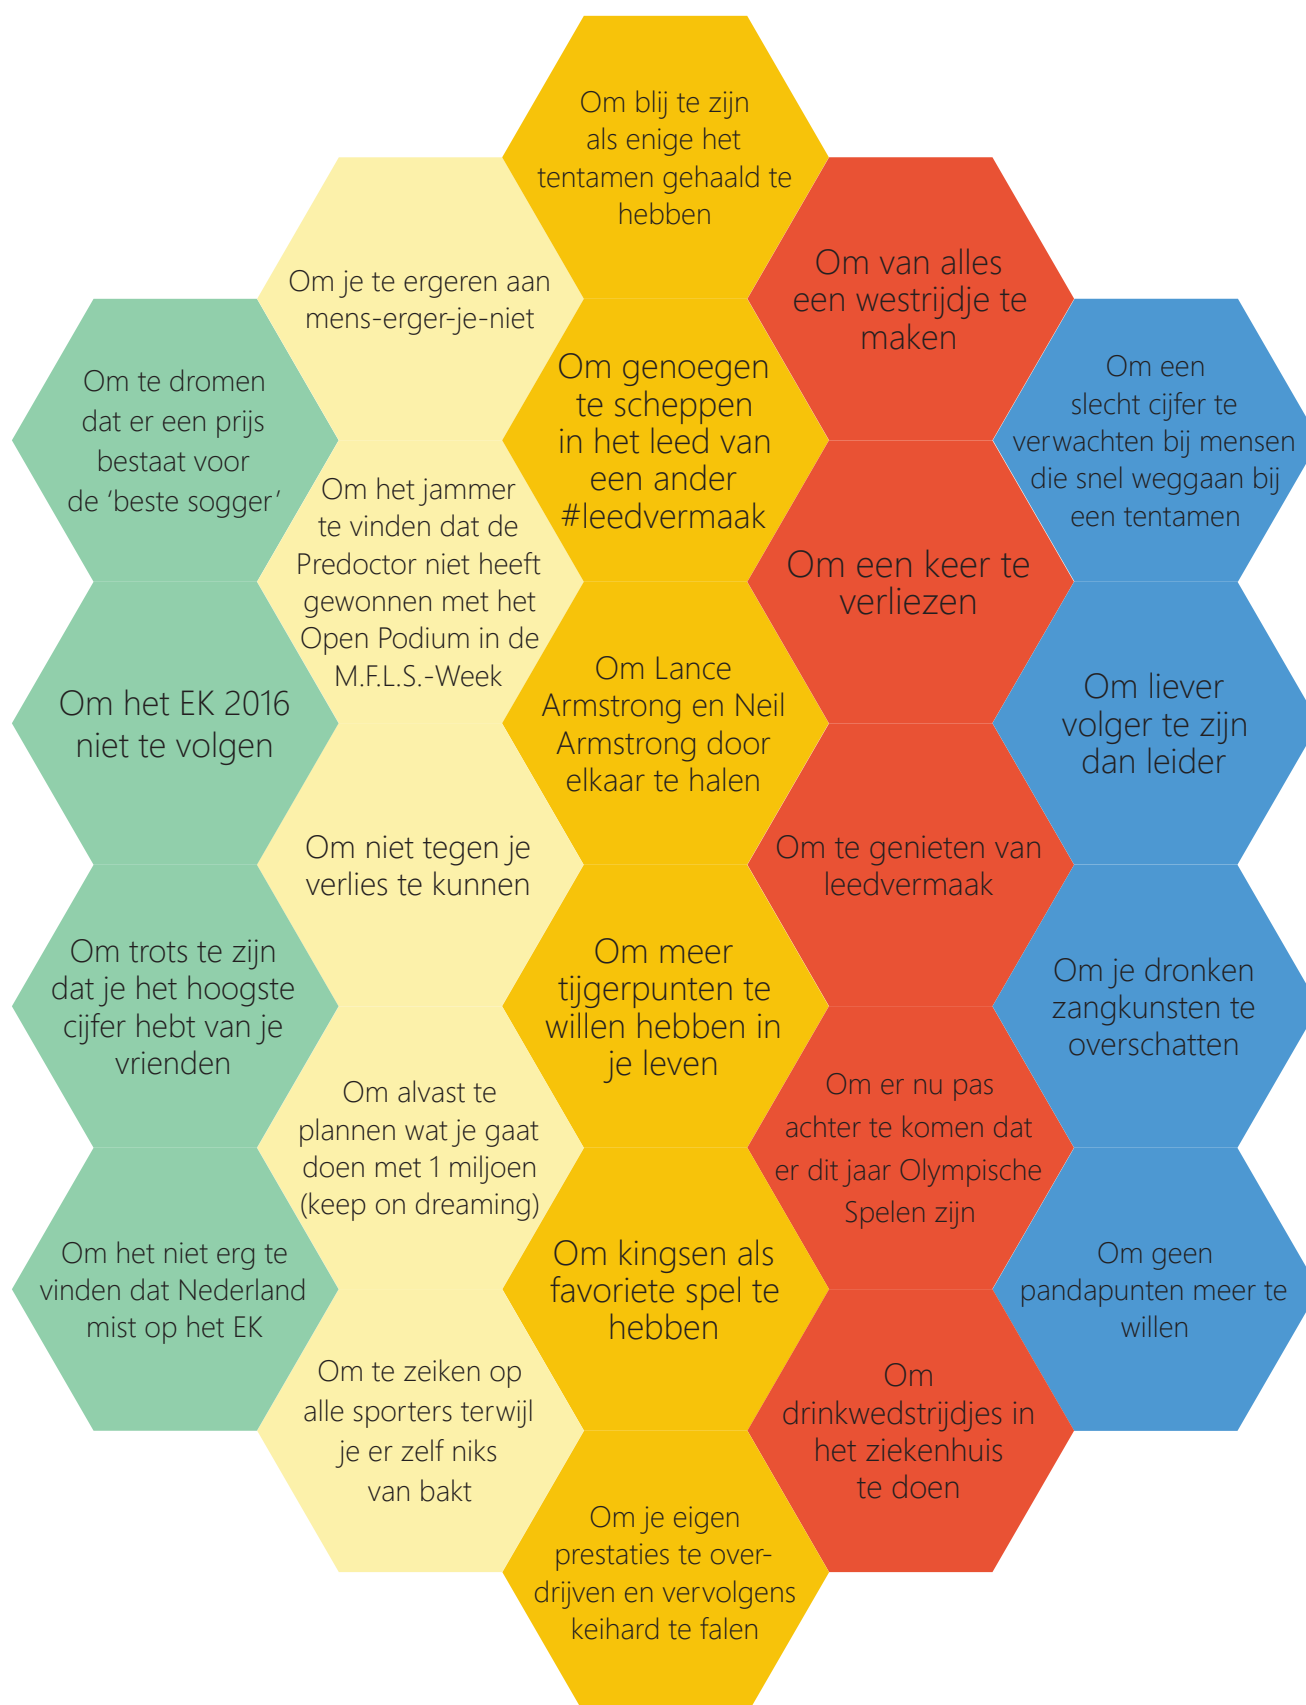 Om blij te zijn
als enige het
tentamen gehaald te
hebben
Om je te ergeren aan
mens-erger-je-niet
Om van alles
een westrijdje te
maken
Om te dromen
dat er een prijs
bestaat voor
de ‘beste sogger’
Om genoegen
te scheppen
in het leed van
een ander
#leedvermaak
Om een
slecht cijfer te
verwachten bij mensen
die snel weggaan bij
een tentamen
Om het jammer
te vinden dat de
Predoctor niet heeft
gewonnen met het
Open Podium in de
M.F.L.S.-Week
Om een keer te
verliezen
Om het EK 2016
niet te volgen
Om Lance
Armstrong en Neil
Armstrong door
elkaar te halen
Om liever
volger te zijn
dan leider
Om niet tegen je
verlies te kunnen
Om te genieten van
leedvermaak
Om trots te zijn
dat je het hoogste
cijfer hebt van je
vrienden
Om meer
tijgerpunten te
willen hebben in
je leven
Om je dronken
zangkunsten te
overschatten
Om alvast te
plannen wat je gaat
doen met 1 miljoen
(keep on dreaming)
Om er nu pas
achter te komen dat
er dit jaar Olympische
Spelen zijn
Om het niet erg te
vinden dat Nederland
mist op het EK
Om kingsen als
favoriete spel te
hebben
Om geen
pandapunten meer te
willen
Om te zeiken op
alle sporters terwijl
je er zelf niks
van bakt
Om
drinkwedstrijdjes in
het ziekenhuis
te doen
Om je eigen
prestaties te over-
drijven en vervolgens
keihard te falen